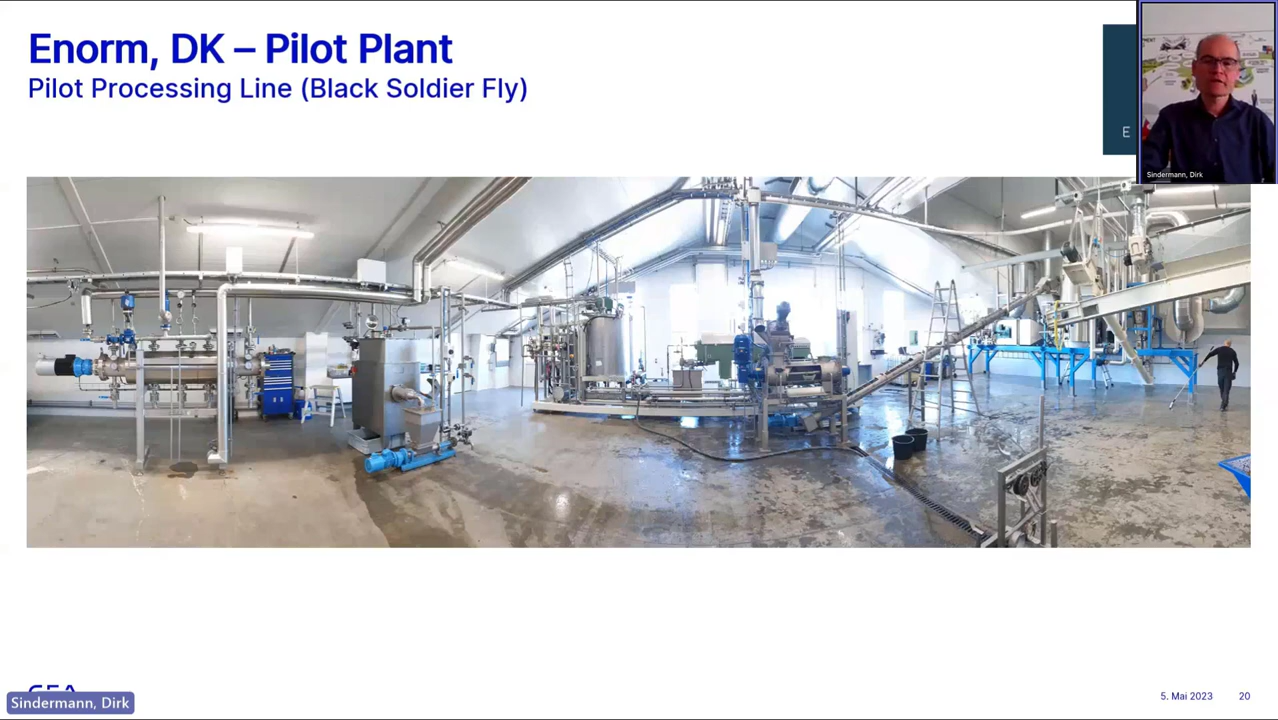 Enorm, DK – Pilot Plant
Pilot Processing Line (Black Soldier Fly)
E
Sindermann, Dirk
Sindermann, Dirk
5. Mai 2023
20